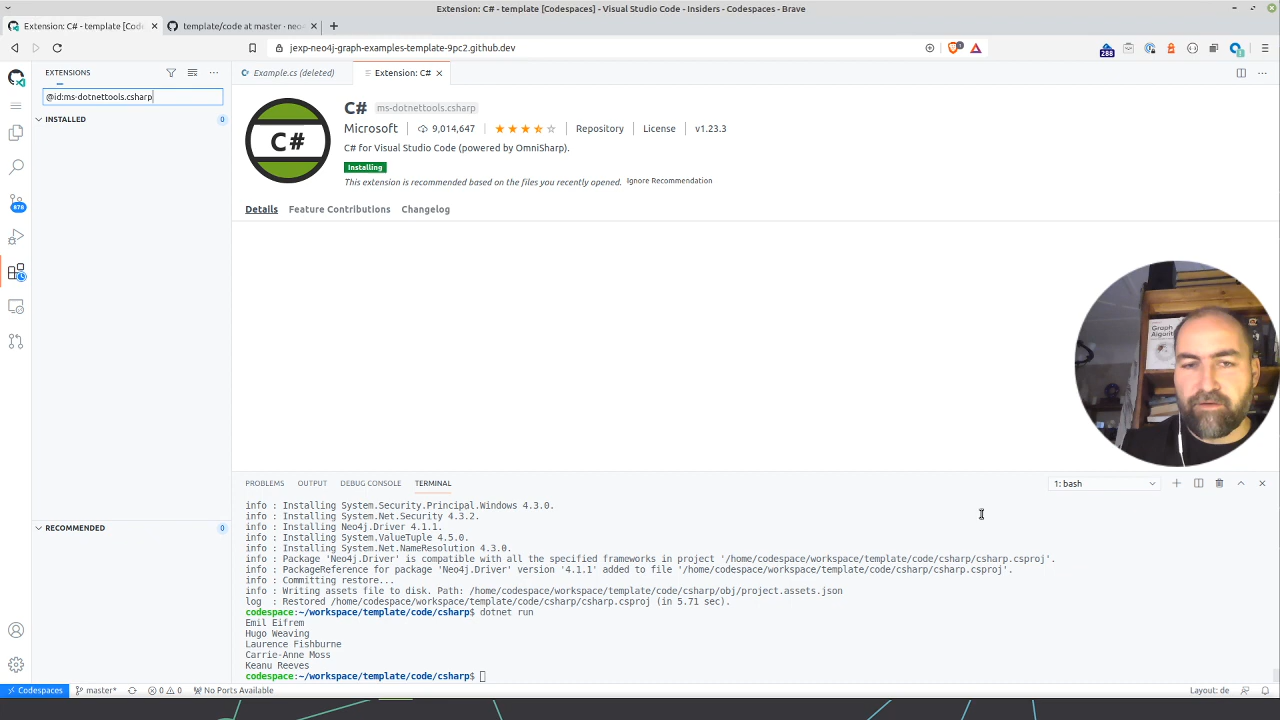 Extension: C# - template [Codespaces] - Visual Studio Code - Insiders - Codespaces - Brave
Extension: C# - template [Cod
template/code at master · neo
jexp-neo4j-graph-examples-template-9pc2.github.dev
1
288
EXTENSIONS
Example.cs (deleted)
Extension: C#
@id:ms-dotnettools.csharp
INSTALLED
0
C#
C#
ms-dotnettools.csharp
Microsoft
9,014,647
Repository
License
v1.23.3
C# for Visual Studio Code (powered by OmniSharp).
Installing
This extension is recommended based on the files you recently opened.
Ignore Recommendation
878
Details
Feature Contributions
Changelog
Graph
Algorithms
PROBLEMS
OUTPUT
DEBUG CONSOLE
TERMINAL
1: bash
info : Installing System.Security.Principal.Windows 4.3.0.
info : Installing System.Net.Security 4.3.2.
info : Installing Neo4j.Driver 4.1.1.
info : Installing System.ValueTuple 4.5.0.
info : Installing System.Net.NameResolution 4.3.0.
info : Package 'Neo4j.Driver' is compatible with all the specified frameworks in project '/home/codespace/workspace/template/code/csharp/csharp.csproj'.
info : PackageReference for package 'Neo4j.Driver' version '4.1.1' added to file '/home/codespace/workspace/template/code/csharp/csharp.csproj'.
info : Committing restore...
info : Writing assets file to disk. Path: /home/codespace/workspace/template/code/csharp/obj/project.assets.json
log : Restored /home/codespace/workspace/template/code/csharp/csharp.csproj (in 5.71 sec).
codespace:~/workspace/template/code/csharp$ dotnet run
Emil Eifrem
Hugo Weaving
Laurence Fishburne
Carrie-Anne Moss
Keanu Reeves
codespace:~/workspace/template/code/csharp$
RECOMMENDED
0
Codespaces
master*
0
0
No Ports Available
Layout: de